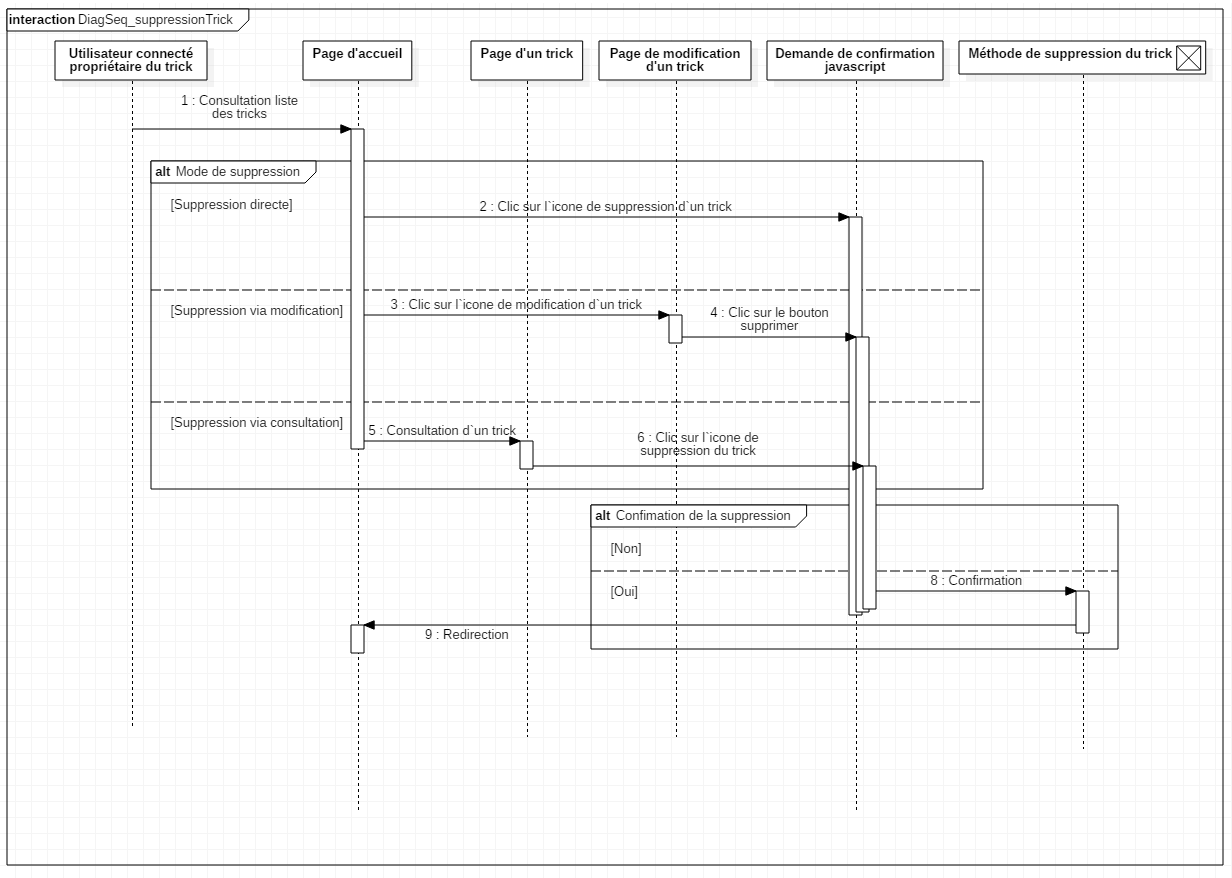 interaction DiagSeq_suppressionTrick
Utilisateur connecté
propriétaire du trick
Page d'accueil
Page d'un trick
Page de modification
d'un trick
Demande de confirmation
javascript
Méthode de suppression du trick
1 : Consultation liste
des tricks
alt Mode de suppression
[Suppression directe]
2 : Clic sur l`icone de suppression d`un trick
[Suppression via modification]
3 : Clic sur l`icone de modification d`un trick
4 : Clic sur le bouton
supprimer
[Suppression via consultation]
5 : Consultation d`un trick
6 : Clic sur l`icone de
suppression du trick
alt Confimation de la suppression
[Non]
[Oui]
8 : Confirmation
9 : Redirection